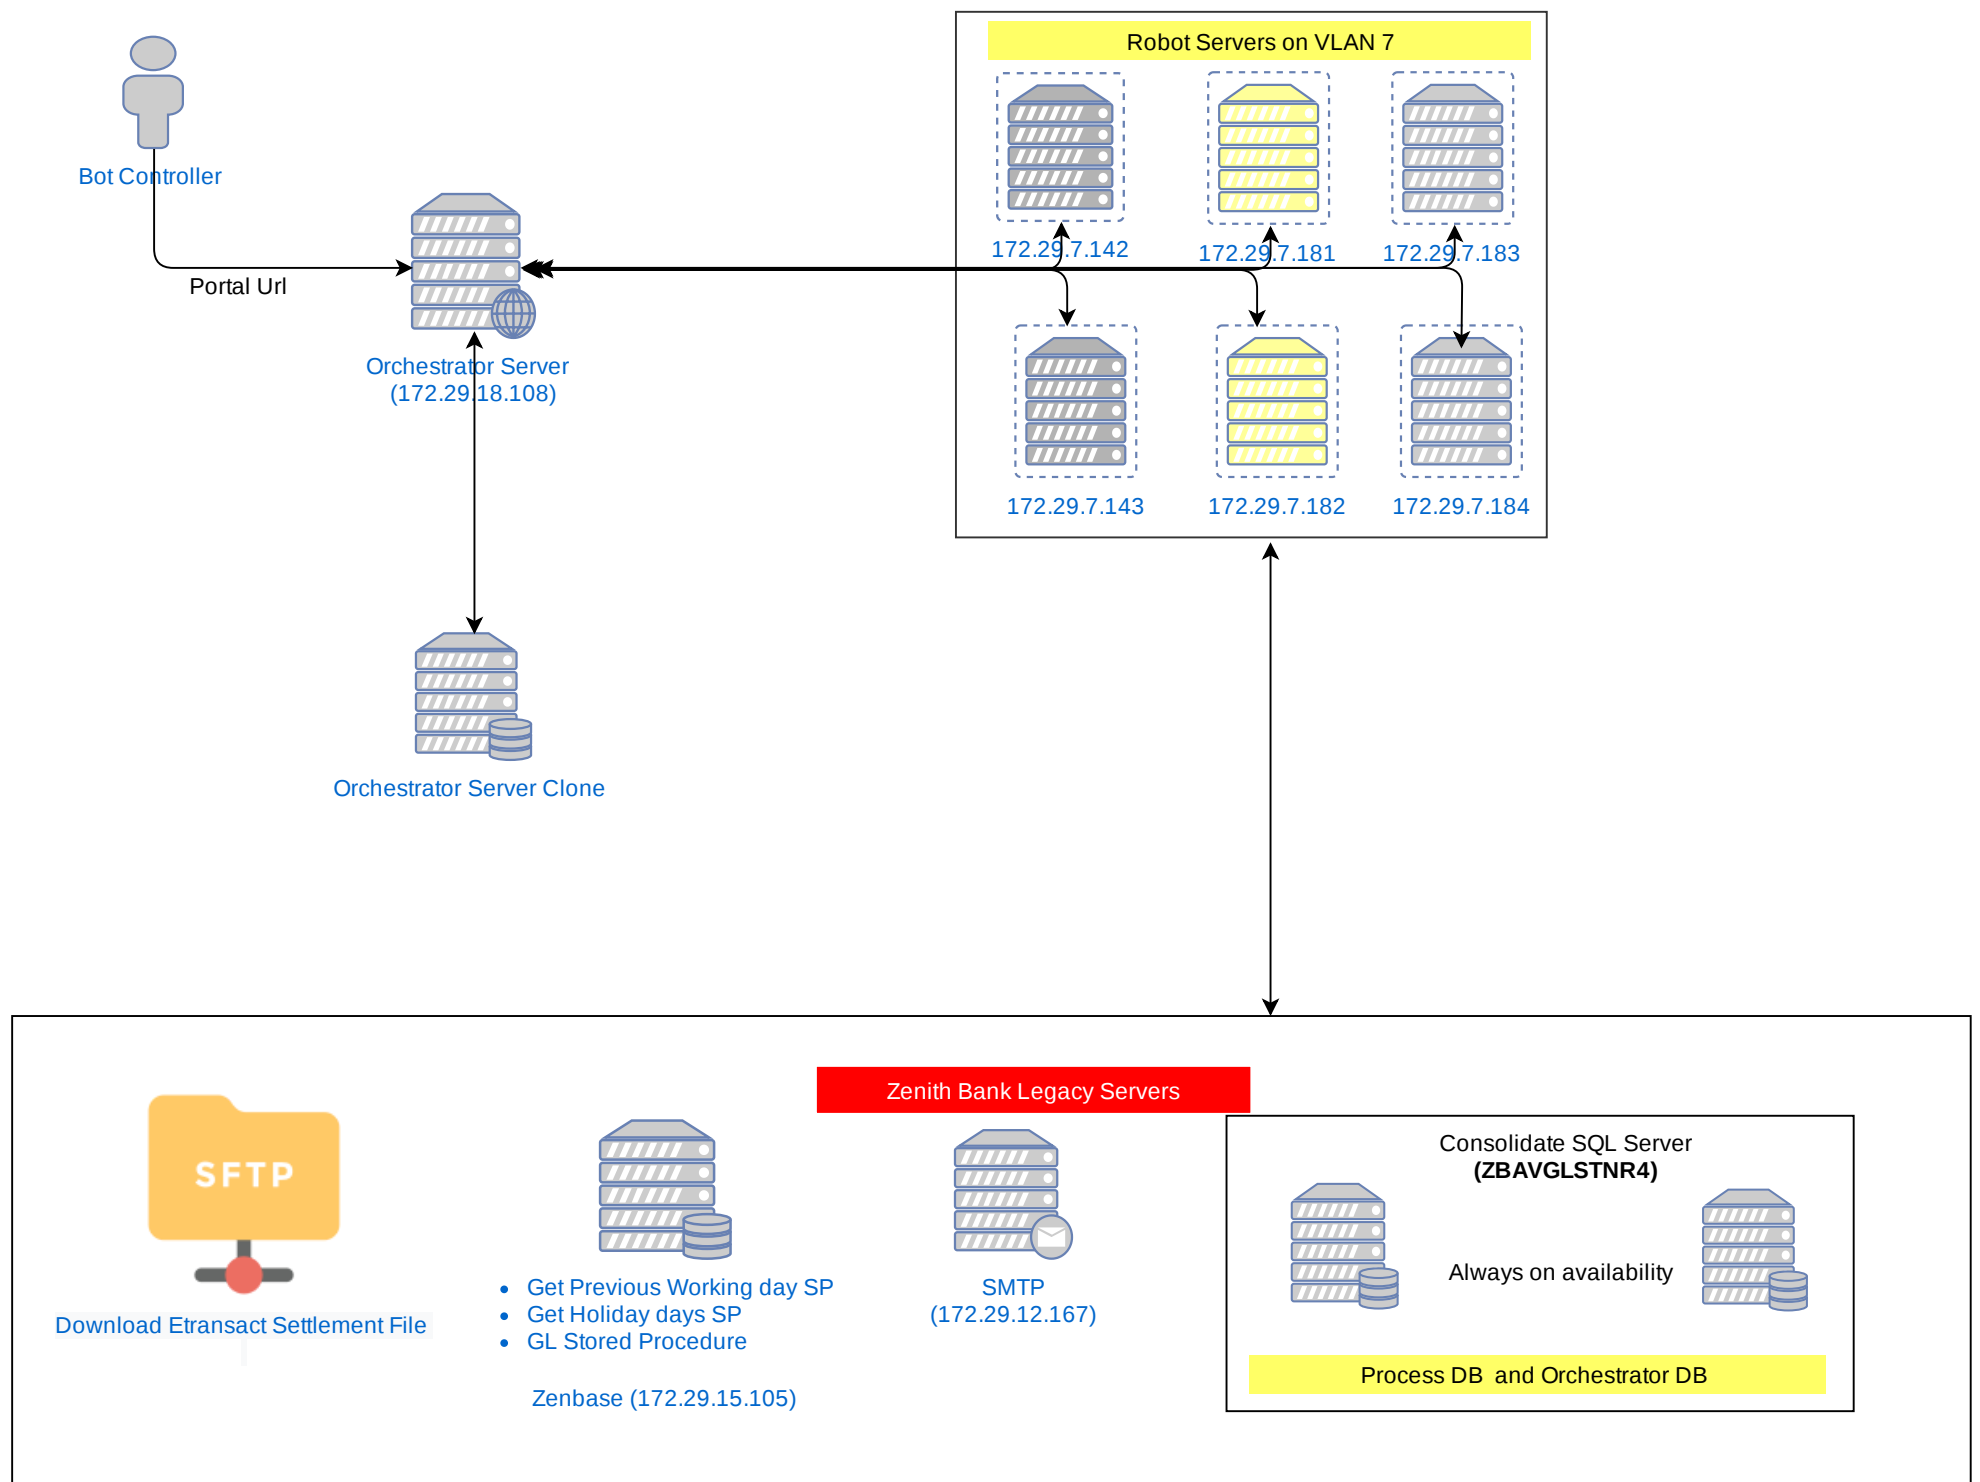 Robot Servers on VLAN 7
Bot Controller
172.29.7.142
172.29.7.181
172.29.7.183
Portal Url
Orchestrator Server
(172.29.18.108)
172.29.7.143
172.29.7.182
172.29.7.184
Orchestrator Server Clone
Zenith Bank Legacy Servers
SFTP
Download Etransact Settlement File
• Get Previous Working day SP
• Get Holiday days SP
• GL Stored Procedure
Zenbase (172.29.15.105)
SMTP
(172.29.12.167)
Consolidate SQL Server
(ZBAVGLSTNR4)
Always on availability
Process DB  and Orchestrator DB